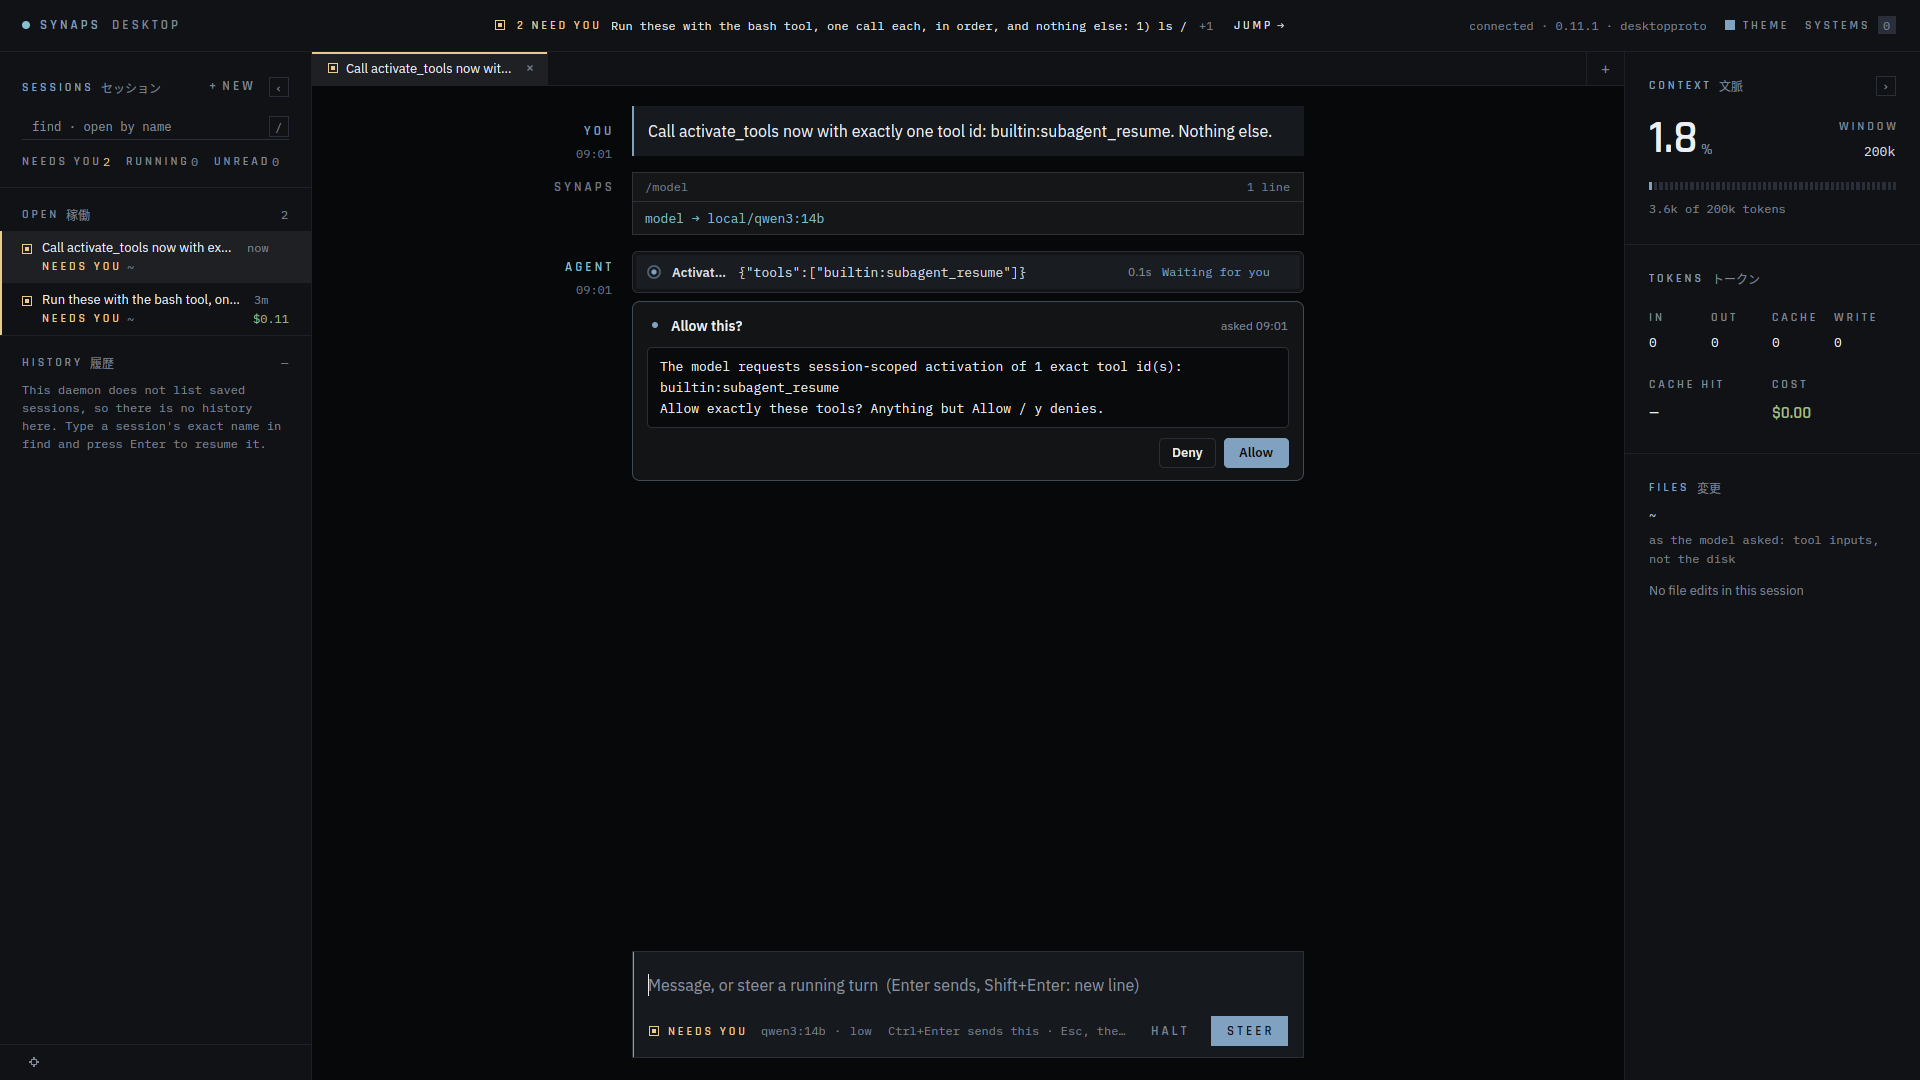 SYNAPS DESKTOP
2 NEED YOU Run these with the bash tool, one call each, in order, and nothing else: 1) ls / +1 JUMP →
connected · 0.11.1 · desktopproto THEME SYSTEMS 0
SESSIONS セッション + NEW ‹
find · open by name /
NEEDS YOU 2 RUNNING 0 UNREAD 0
OPEN 稼働 2
Call activate_tools now with ex... now
NEEDS YOU ~
Run these with the bash tool, on... 3m
NEEDS YOU ~ $0.11
HISTORY 履歴 —
This daemon does not list saved
sessions, so there is no history
here. Type a session's exact name in
find and press Enter to resume it.
Call activate_tools now wit... ×
+
YOU
09:01
Call activate_tools now with exactly one tool id: builtin:subagent_resume. Nothing else.
SYNAPS
/model 1 line
model → local/qwen3:14b
AGENT
09:01
Activat... {"tools":["builtin:subagent_resume"]} 0.1s Waiting for you
Allow this? asked 09:01
The model requests session-scoped activation of 1 exact tool id(s):
builtin:subagent_resume
Allow exactly these tools? Anything but Allow / y denies.
Deny Allow
Message, or steer a running turn (Enter sends, Shift+Enter: new line)
NEEDS YOU qwen3:14b · low Ctrl+Enter sends this · Esc, the… HALT STEER
CONTEXT 文脈 ›
1.8 % WINDOW
200k
3.6k of 200k tokens
TOKENS トークン
IN OUT CACHE WRITE
0 0 0 0
CACHE HIT COST
— $0.00
FILES 変更
~
as the model asked: tool inputs,
not the disk
No file edits in this session